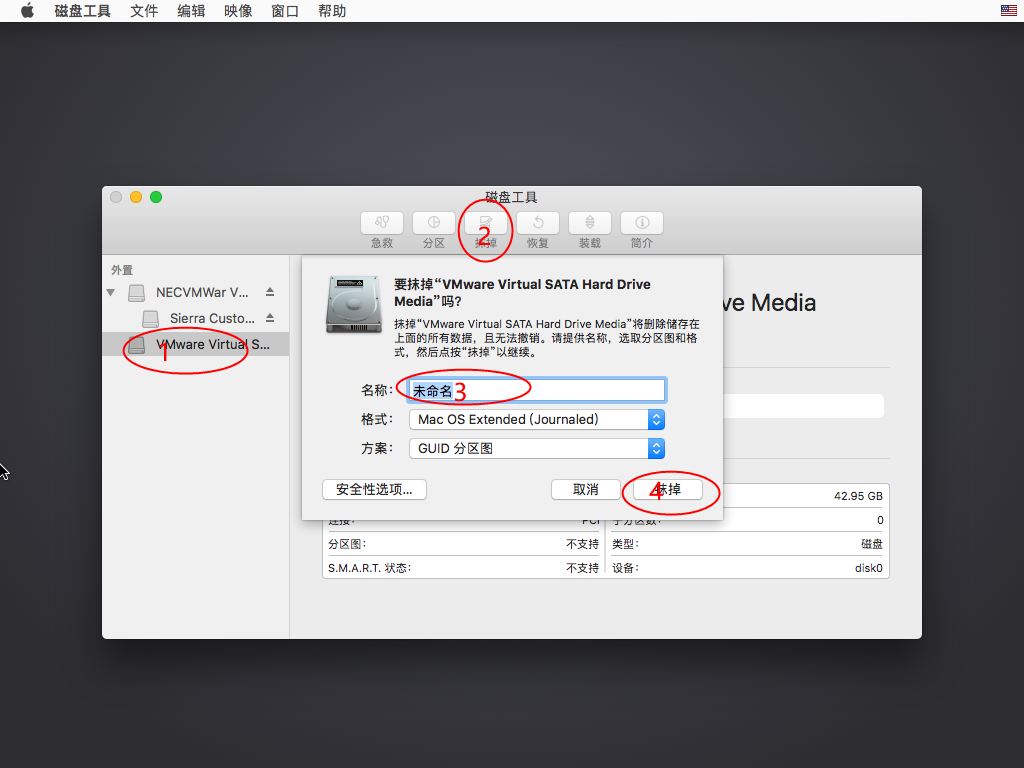 磁盘工具 文件 编辑 映像 窗口 帮助
磁盘工具
急救 分区 抹掉 恢复 装载 简介
2
外置
NECVMWar V...
Sierra Custo...
VMware Virtual S...
1
要抹掉“VMware Virtual SATA Hard Drive
Media”吗?
抹掉“VMware Virtual SATA Hard Drive Media”将删除储存在
上面的所有数据，且无法撤销。请提供名称，选取分区图和格
式，然后点按“抹掉”以继续。
ve Media
名称： 未命名 3
格式： Mac OS Extended (Journaled)
方案： GUID 分区图
安全性选项... 取消 抹掉
4
42.95 GB
连接： PCI 子分区数： 0
分区图： 不支持 类型： 磁盘
S.M.A.R.T. 状态： 不支持 设备： disk0